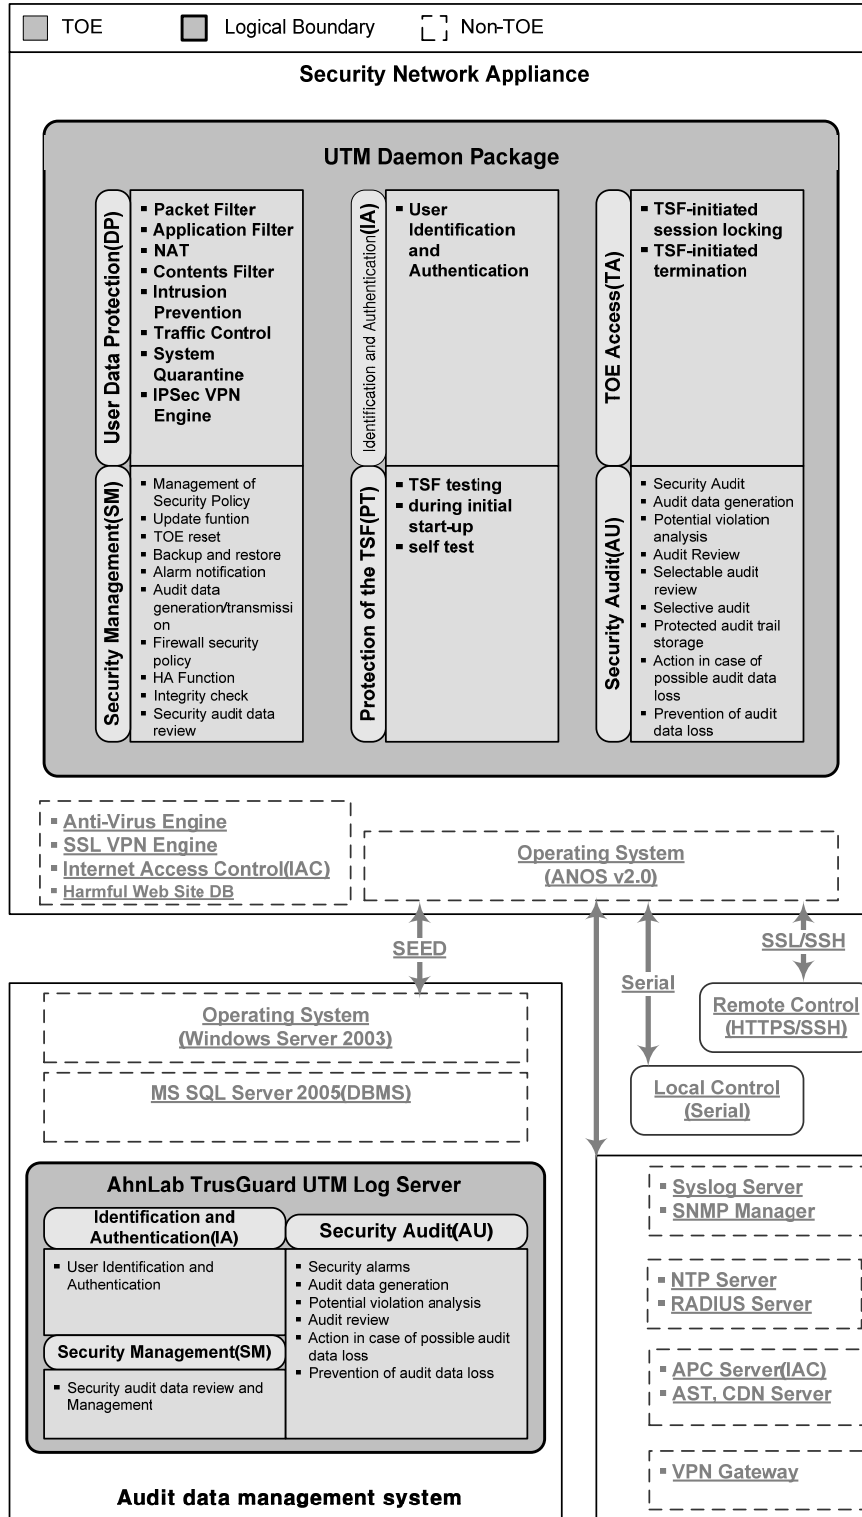 TOE
Logical Boundary
Non-TOE
Security Network Appliance
UTM Daemon Package
User Data Protection(DP)
▪ Packet Filter
▪ Application Filter
▪ NAT
▪ Contents Filter
▪ Intrusion
Prevention
▪ Traffic Control
▪ System
Quarantine
▪ IPSec VPN
Engine
Identification and Authentication(IA)
▪ User
Identification
and
Authentication
TOE Access(TA)
▪ TSF-initiated
session locking
▪ TSF-initiated
termination
Security Management(SM)
▪ Management of
Security Policy
▪ Update funtion
▪ TOE reset
▪ Backup and restore
▪ Alarm notification
▪ Audit data
generation/transmissi
on
▪ Firewall security
policy
▪ HA Function
▪ Integrity check
▪ Security audit data
review
Protection of the TSF(PT)
▪ TSF testing
▪ during initial
start-up
▪ self test
Security Audit(AU)
▪ Security Audit
▪ Audit data generation
▪ Potential violation
analysis
▪ Audit Review
▪ Selectable audit
review
▪ Selective audit
▪ Protected audit trail
storage
▪ Action in case of
possible audit data
loss
▪ Prevention of audit
data loss
▪ Anti-Virus Engine
▪ SSL VPN Engine
▪ Internet Access Control(IAC)
▪ Harmful Web Site DB
Operating System
(ANOS v2.0)
SEED
Serial
SSL/SSH
Remote Control
(HTTPS/SSH)
Local Control
(Serial)
Operating System
(Windows Server 2003)
MS SQL Server 2005(DBMS)
AhnLab TrusGuard UTM Log Server
Identification and
Authentication(IA)
▪ User Identification and
Authentication
Security Management(SM)
▪ Security audit data review and
Management
Security Audit(AU)
▪ Security alarms
▪ Audit data generation
▪ Potential violation analysis
▪ Audit review
▪ Action in case of possible audit
data loss
▪ Prevention of audit data loss
Audit data management system
▪ Syslog Server
▪ SNMP Manager
▪ NTP Server
▪ RADIUS Server
▪ APC Server(IAC)
▪ AST, CDN Server
▪ VPN Gateway